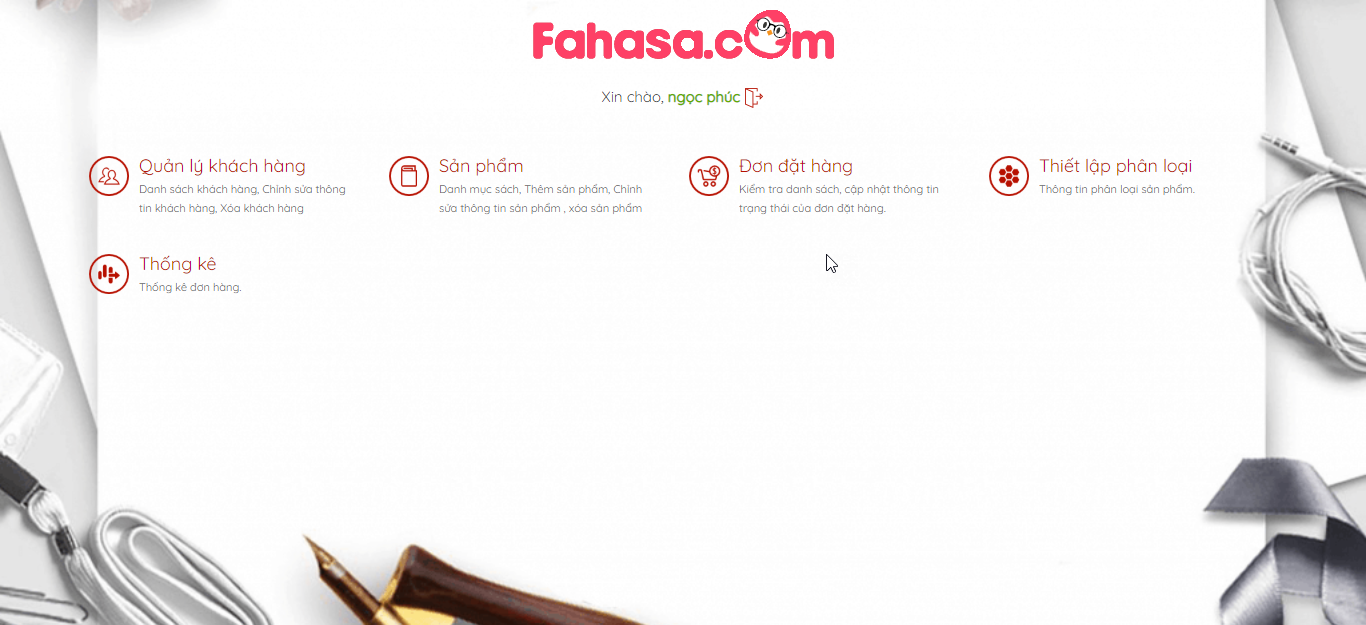 Fahasa.com
Xin chào, ngọc phúc
Quản lý khách hàng
Danh sách khách hàng, Chỉnh sửa thông
tin khách hàng, Xóa khách hàng
Sản phẩm
Danh mục sách, Thêm sản phẩm, Chỉnh
sửa thông tin sản phẩm , xóa sản phẩm
Đơn đặt hàng
Kiểm tra danh sách, cập nhật thông tin
trạng thái của đơn đặt hàng.
Thiết lập phân loại
Thông tin phân loại sản phẩm.
Thống kê
Thống kê đơn hàng.